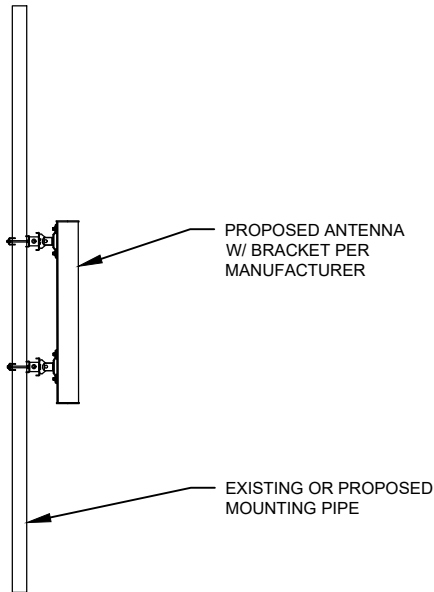 PROPOSED ANTENNA
W/ BRACKET PER
MANUFACTURER
EXISTING OR PROPOSED
MOUNTING PIPE